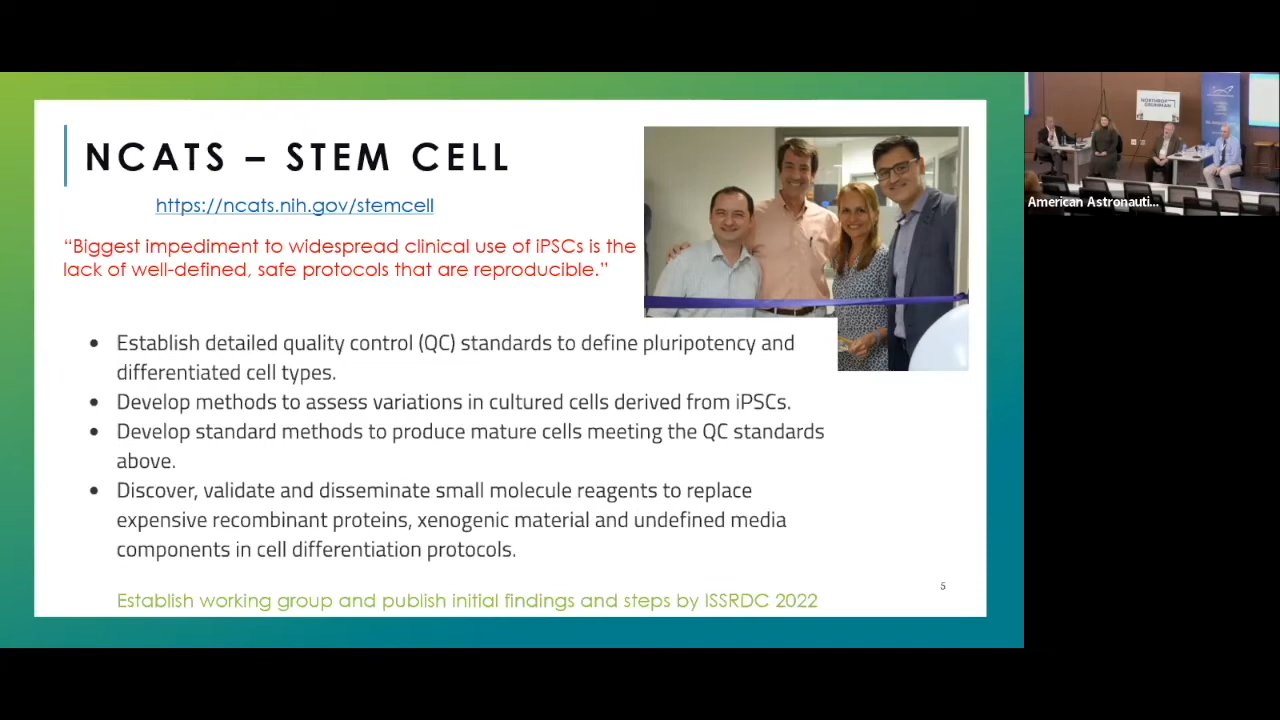 NCATS – STEM CELL
https://ncats.nih.gov/stemcell
“Biggest impediment to widespread clinical use of iPSCs is the
lack of well-defined, safe protocols that are reproducible.”
• Establish detailed quality control (QC) standards to define pluripotency and
differentiated cell types.
• Develop methods to assess variations in cultured cells derived from iPSCs.
• Develop standard methods to produce mature cells meeting the QC standards
above.
• Discover, validate and disseminate small molecule reagents to replace
expensive recombinant proteins, xenogenic material and undefined media
components in cell differentiation protocols.
5
Establish working group and publish initial findings and steps by ISSRDC 2022
NORTHROP
GRUMMAN
American Astronauti...